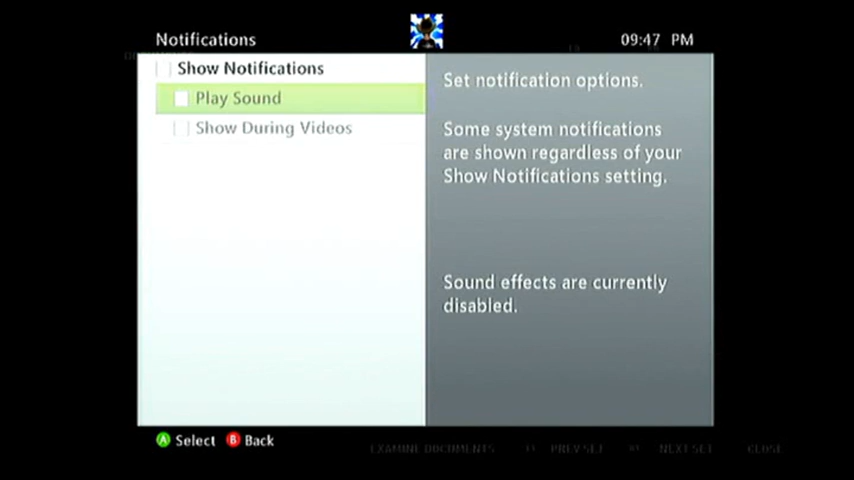 Notifications
09:47 PM
Show Notifications
Play Sound
Show During Videos
Set notification options.
Some system notifications
are shown regardless of your
Show Notifications setting.
Sound effects are currently
disabled.
A Select B Back
EXAMINE DOCUMENTS PREV SET NEXT SET CLOSE